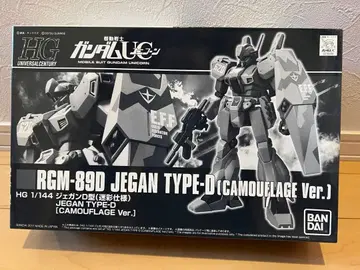 HG
UNIVERSAL CENTURY
機動戦士
ガンダムUC
MOBILE SUIT GUNDAM UNICORN
E.F.F.
RGM-89D JEGAN TYPE-D (CAMOUFLAGE Ver.)
HG 1/144 ジェガンD型(迷彩仕様)
JEGAN TYPE-D
[CAMOUFLAGE Ver.]
BAN
DAI